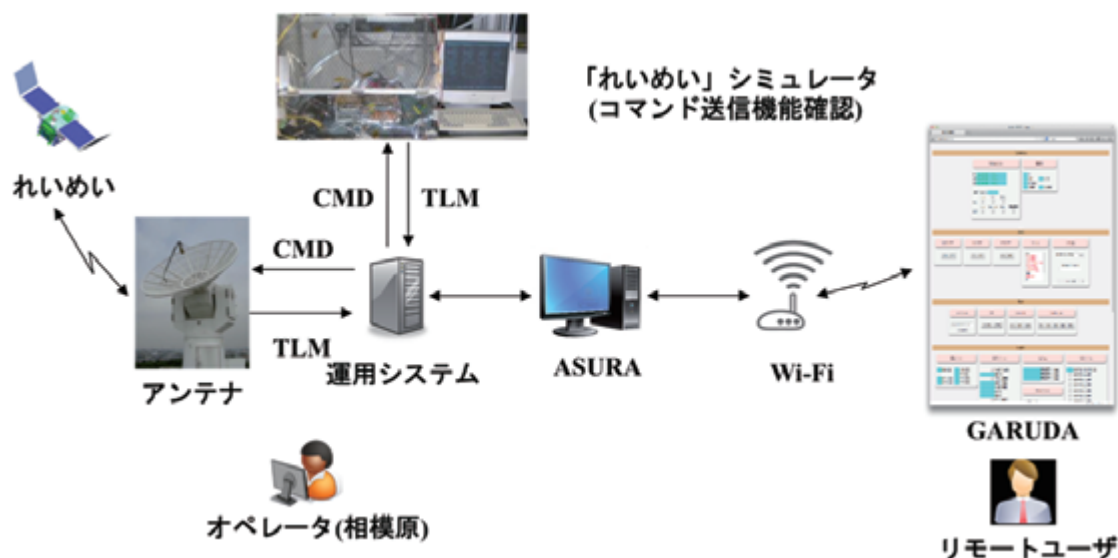 「れいめい」シミュレータ
(コマンド送信機能確認)
れいめい
CMD
TLM
CMD
TLM
アンテナ
運用システム
ASURA
Wi-Fi
GARUDA
オペレータ(相模原)
リモートユーザ